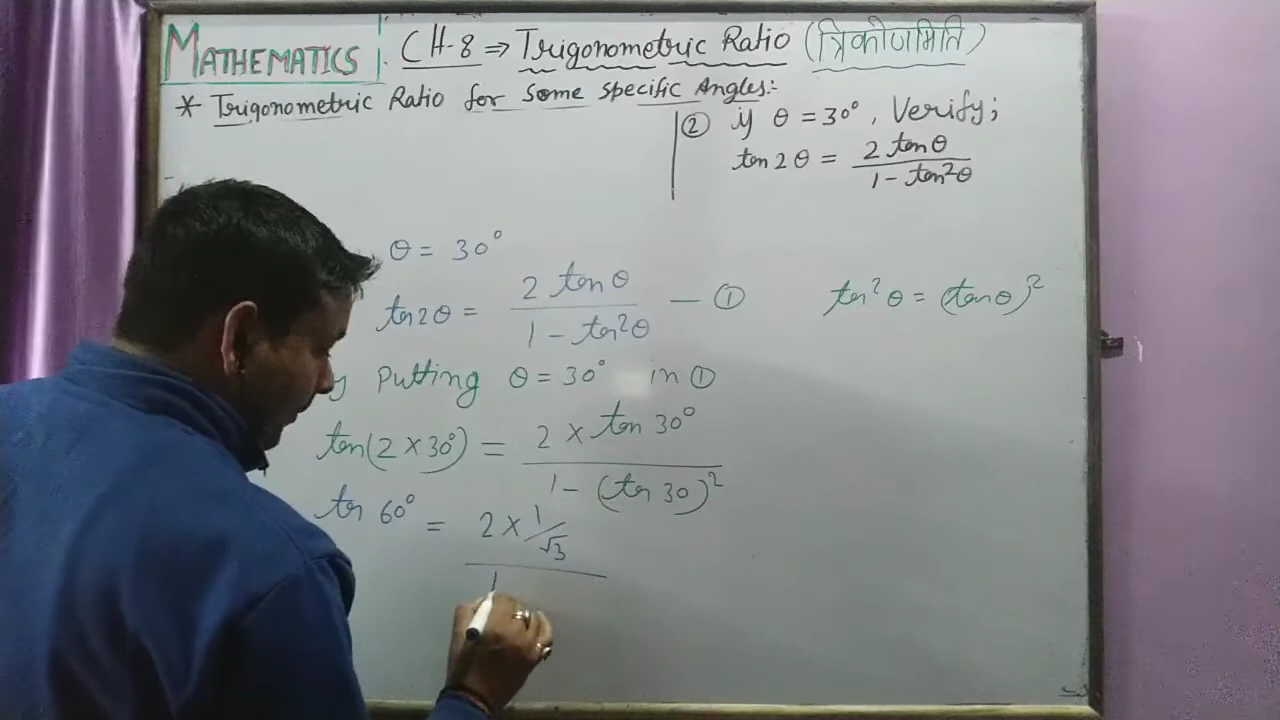 MATHEMATICS CH-8 ⇒ Trigonometric Ratio (त्रिकोणमिति)
* Trigonometric Ratio for Some specific Angles:-
② if θ = 30°, Verify;
tan 2θ = 2 tanθ / 1 - tan²θ
θ = 30°
tan 2θ = 2 tanθ / 1 - tan²θ — ①
tan²θ = (tanθ)²
Putting θ = 30° in ①
tan(2 × 30°) = 2 × tan 30° / 1 - (tan 30)²
tan 60° = 2 × 1/√3 / 1